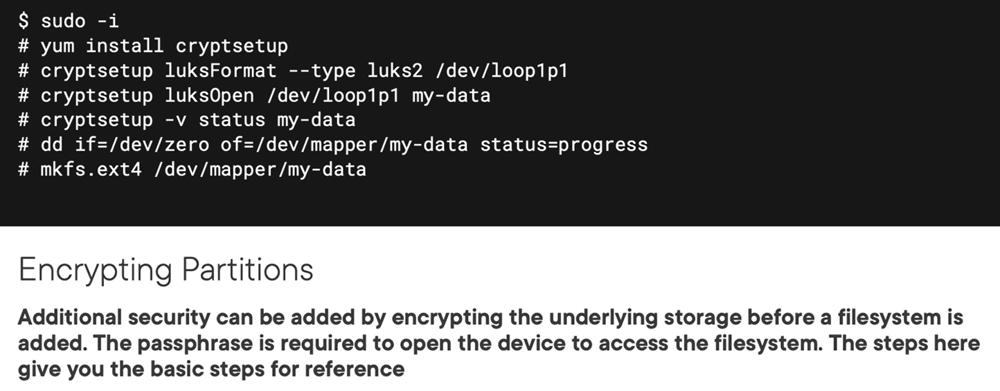 $ sudo -i
# yum install cryptsetup
# cryptsetup luksFormat --type luks2 /dev/loop1p1
# cryptsetup luksOpen /dev/loop1p1 my-data
# cryptsetup -v status my-data
# dd if=/dev/zero of=/dev/mapper/my-data status=progress
# mkfs.ext4 /dev/mapper/my-data
Encrypting Partitions
Additional security can be added by encrypting the underlying storage before a filesystem is
added. The passphrase is required to open the device to access the filesystem. The steps here
give you the basic steps for reference